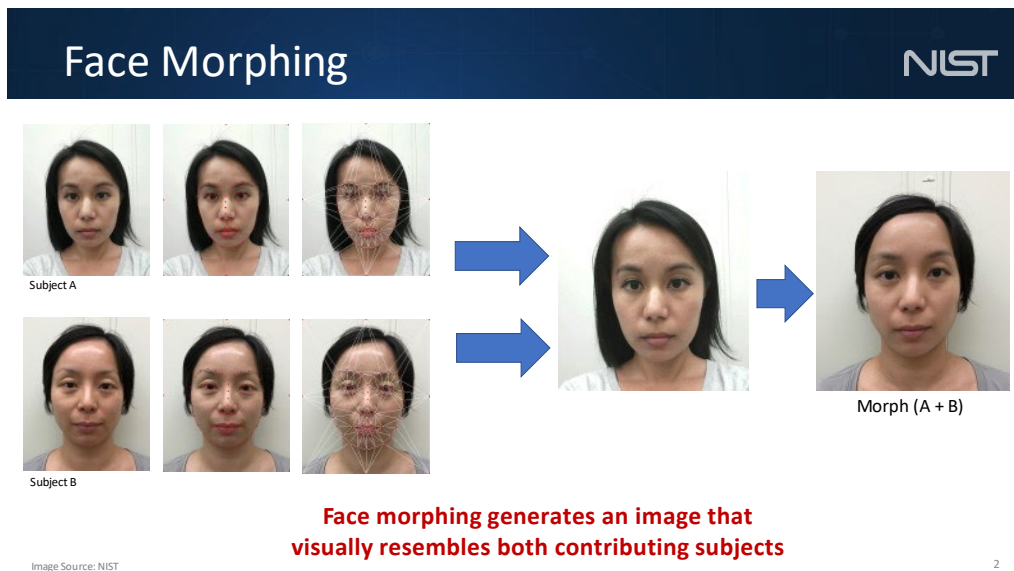 Face Morphing
NIST
Subject A
Subject B
Morph (A + B)
Face morphing generates an image that
visually resembles both contributing subjects
Image Source: NIST
2